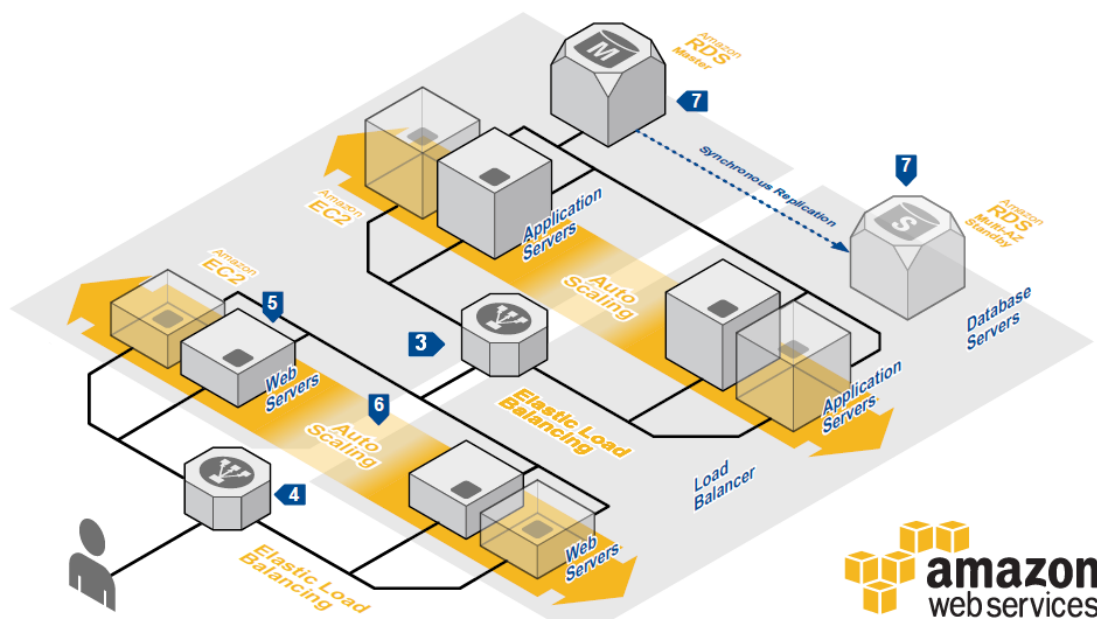 Amazon
RDS
Master
M
7
Synchronous Replication
7
S
Amazon
RDS
Multi-AZ
Standby
Amazon
EC2
Application
Servers
Auto
Scaling
Database
Servers
Amazon
EC2
5
Web
Servers
3
6
Auto
Scaling
Elastic Load
Balancing
Application
Servers
Load
Balancer
4
Elastic Load
Balancing
Web
Servers
amazon
web services